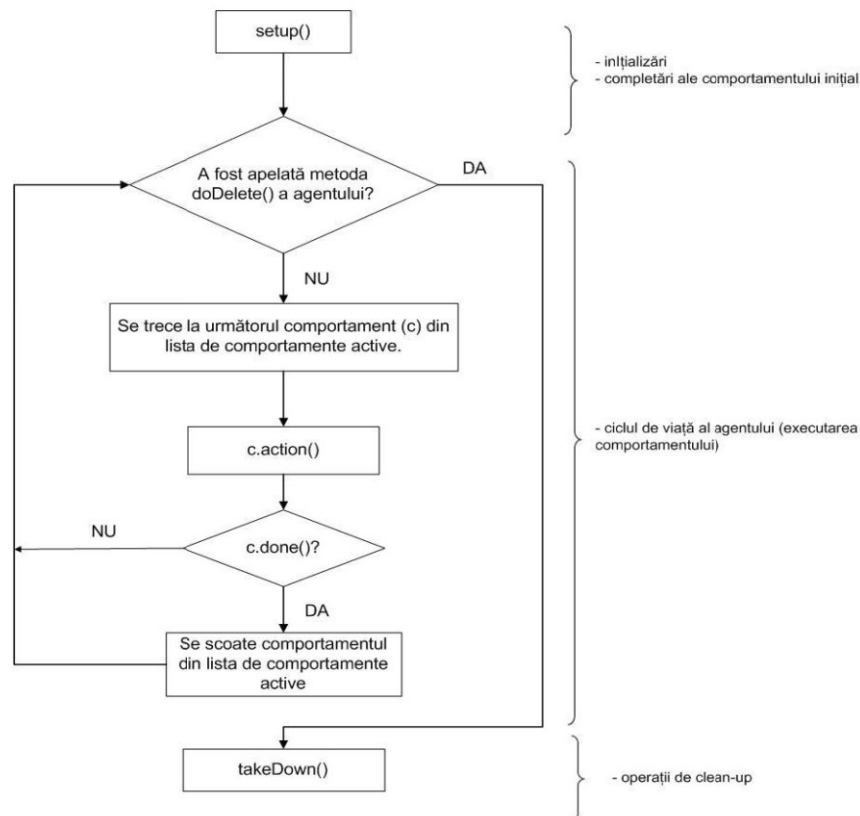 setup()
- inIțializări
- completări ale comportamentului inițial
A fost apelată metoda
doDelete() a agentului?
DA
NU
Se trece la următorul comportament (c) din
lista de comportamente active.
c.action()
- ciclul de viață al agentului (executarea
comportamentului)
NU
c.done()?
DA
Se scoate comportamentul
din lista de comportamente
active
takeDown()
- operații de clean-up